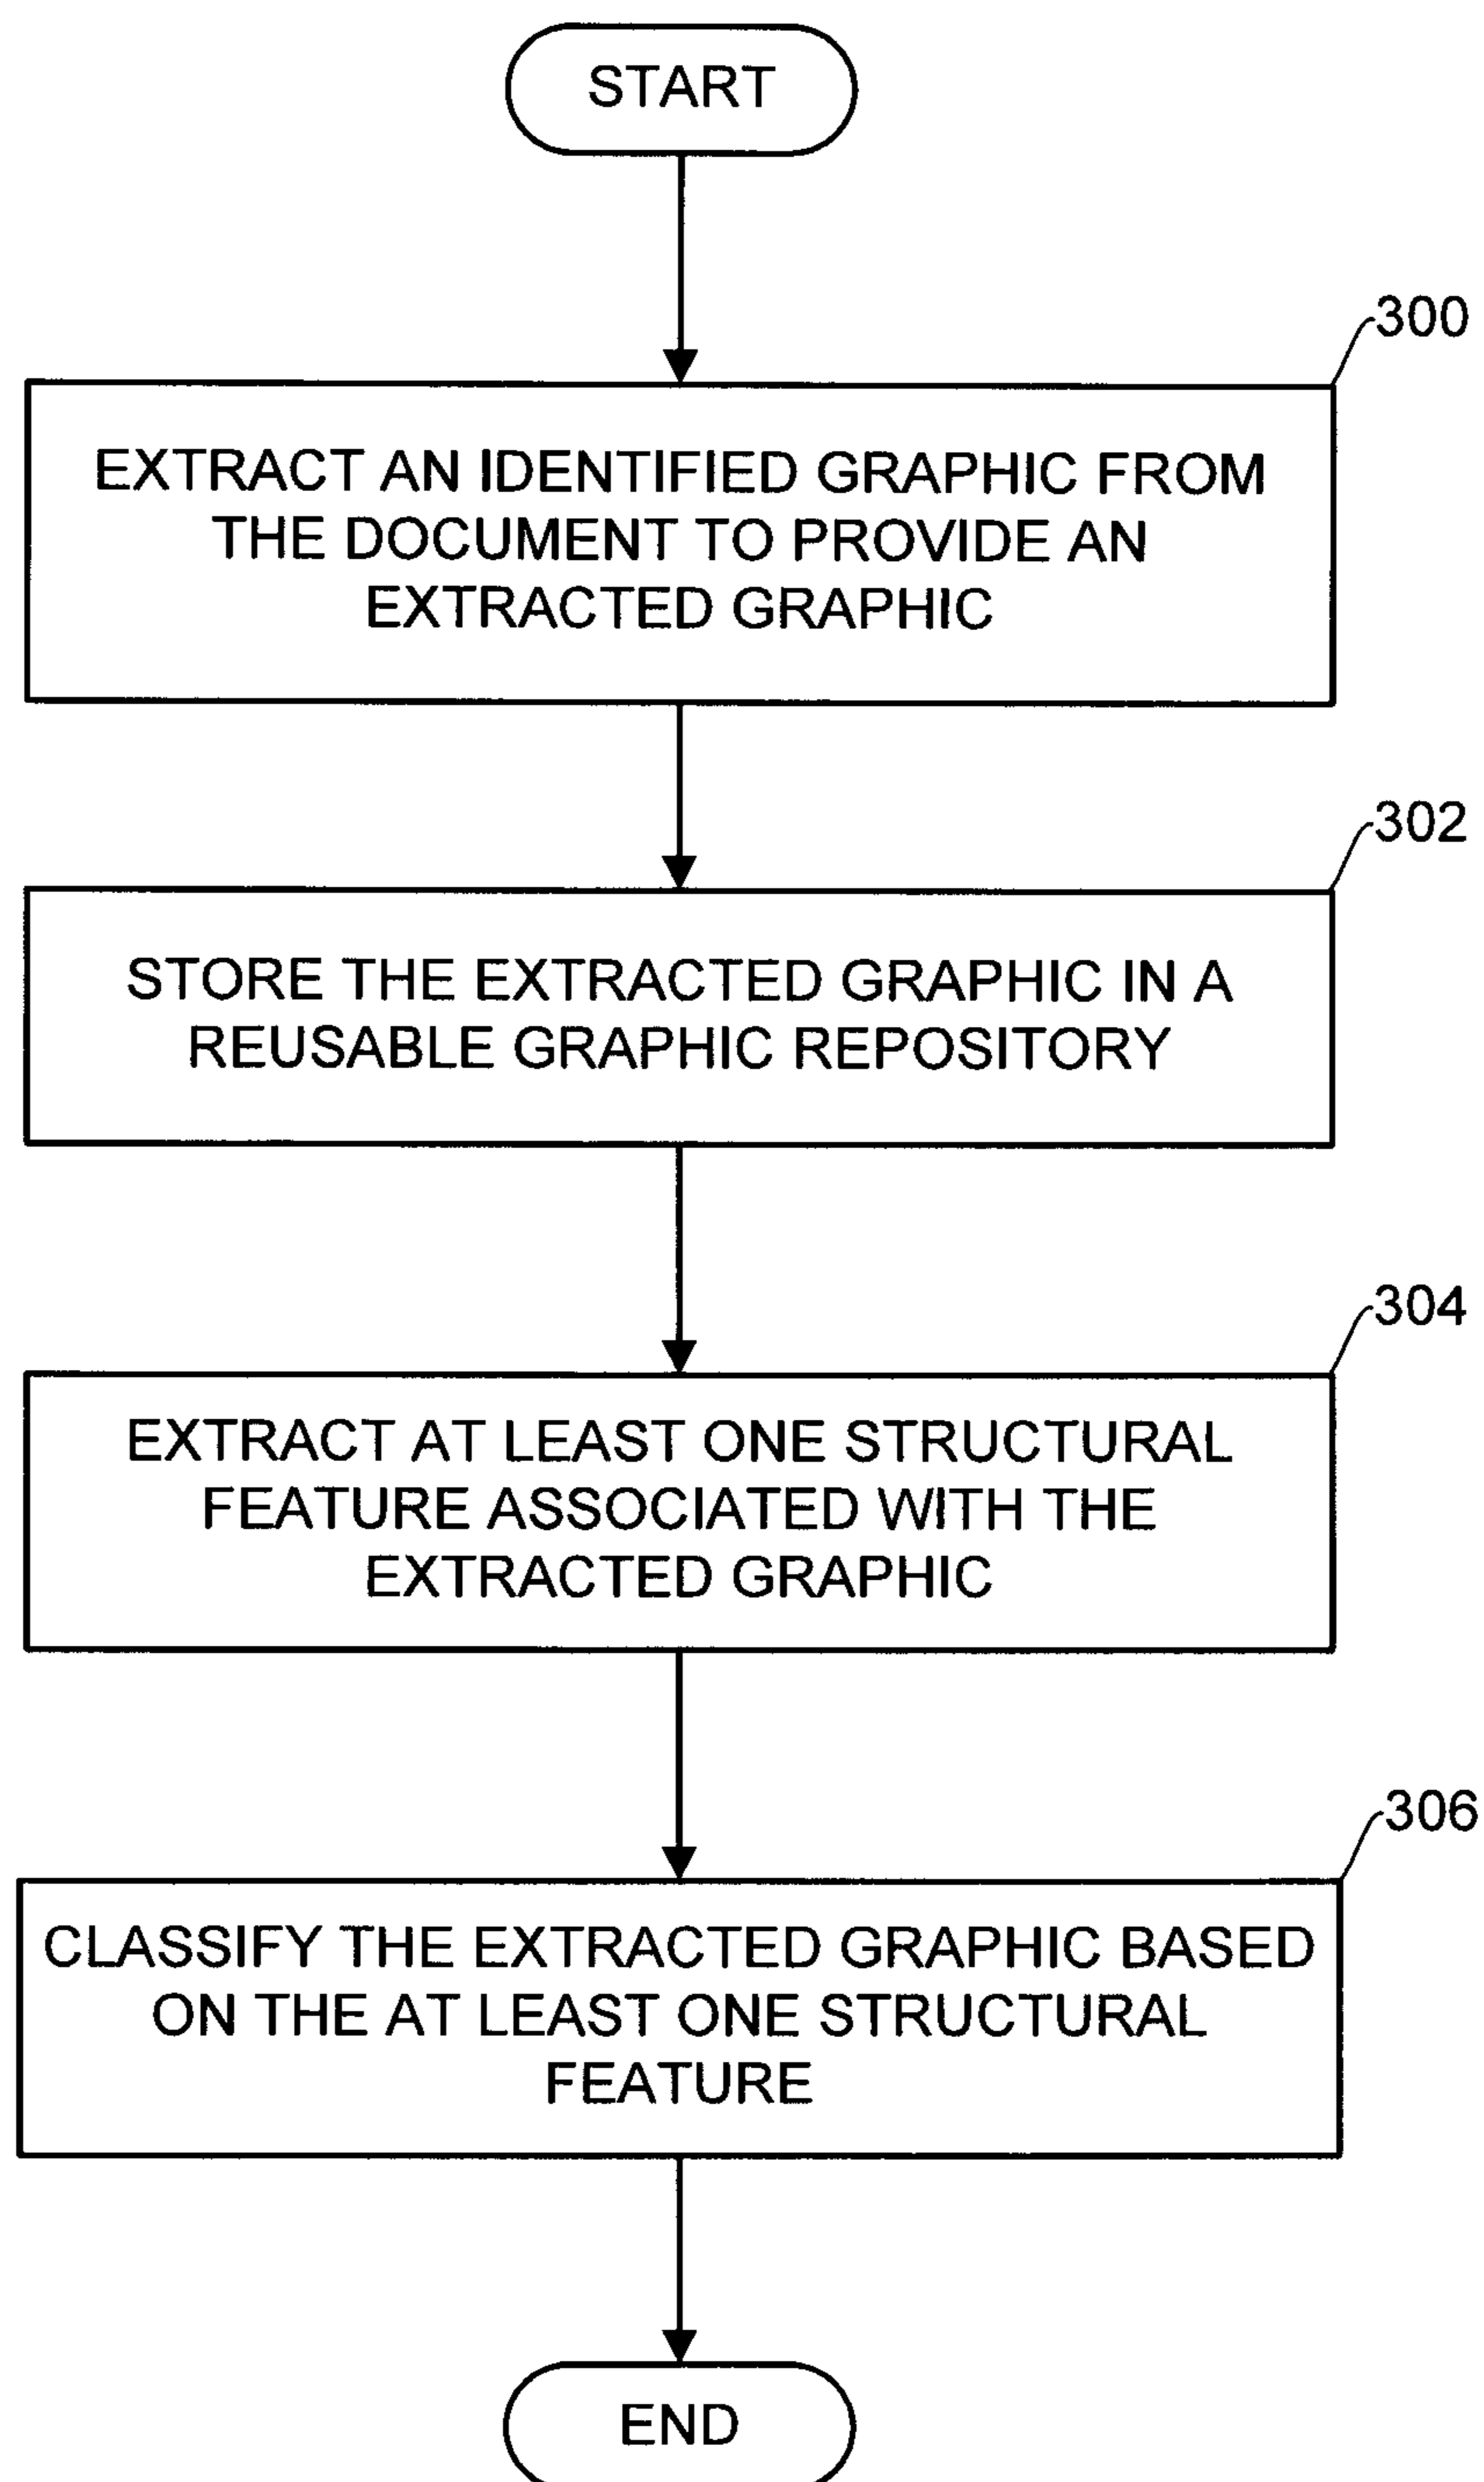 START
300
EXTRACT AN IDENTIFIED GRAPHIC FROM
THE DOCUMENT TO PROVIDE AN
EXTRACTED GRAPHIC
302
STORE THE EXTRACTED GRAPHIC IN A
REUSABLE GRAPHIC REPOSITORY
304
EXTRACT AT LEAST ONE STRUCTURAL
FEATURE ASSOCIATED WITH THE
EXTRACTED GRAPHIC
306
CLASSIFY THE EXTRACTED GRAPHIC BASED
ON THE AT LEAST ONE STRUCTURAL
FEATURE
END